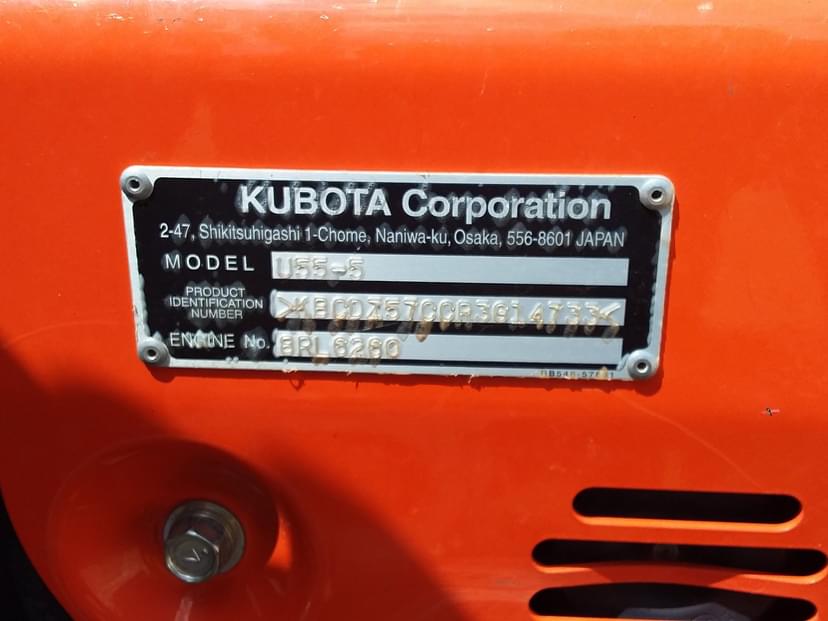 KUBOTA Corporation
2-47, Shikitsuhigashi 1-Chome, Naniwa-ku, Osaka, 556-8601 JAPAN
MODEL U55-5
PRODUCT
IDENTIFICATION
NUMBER
ENGINE No. BRL6260